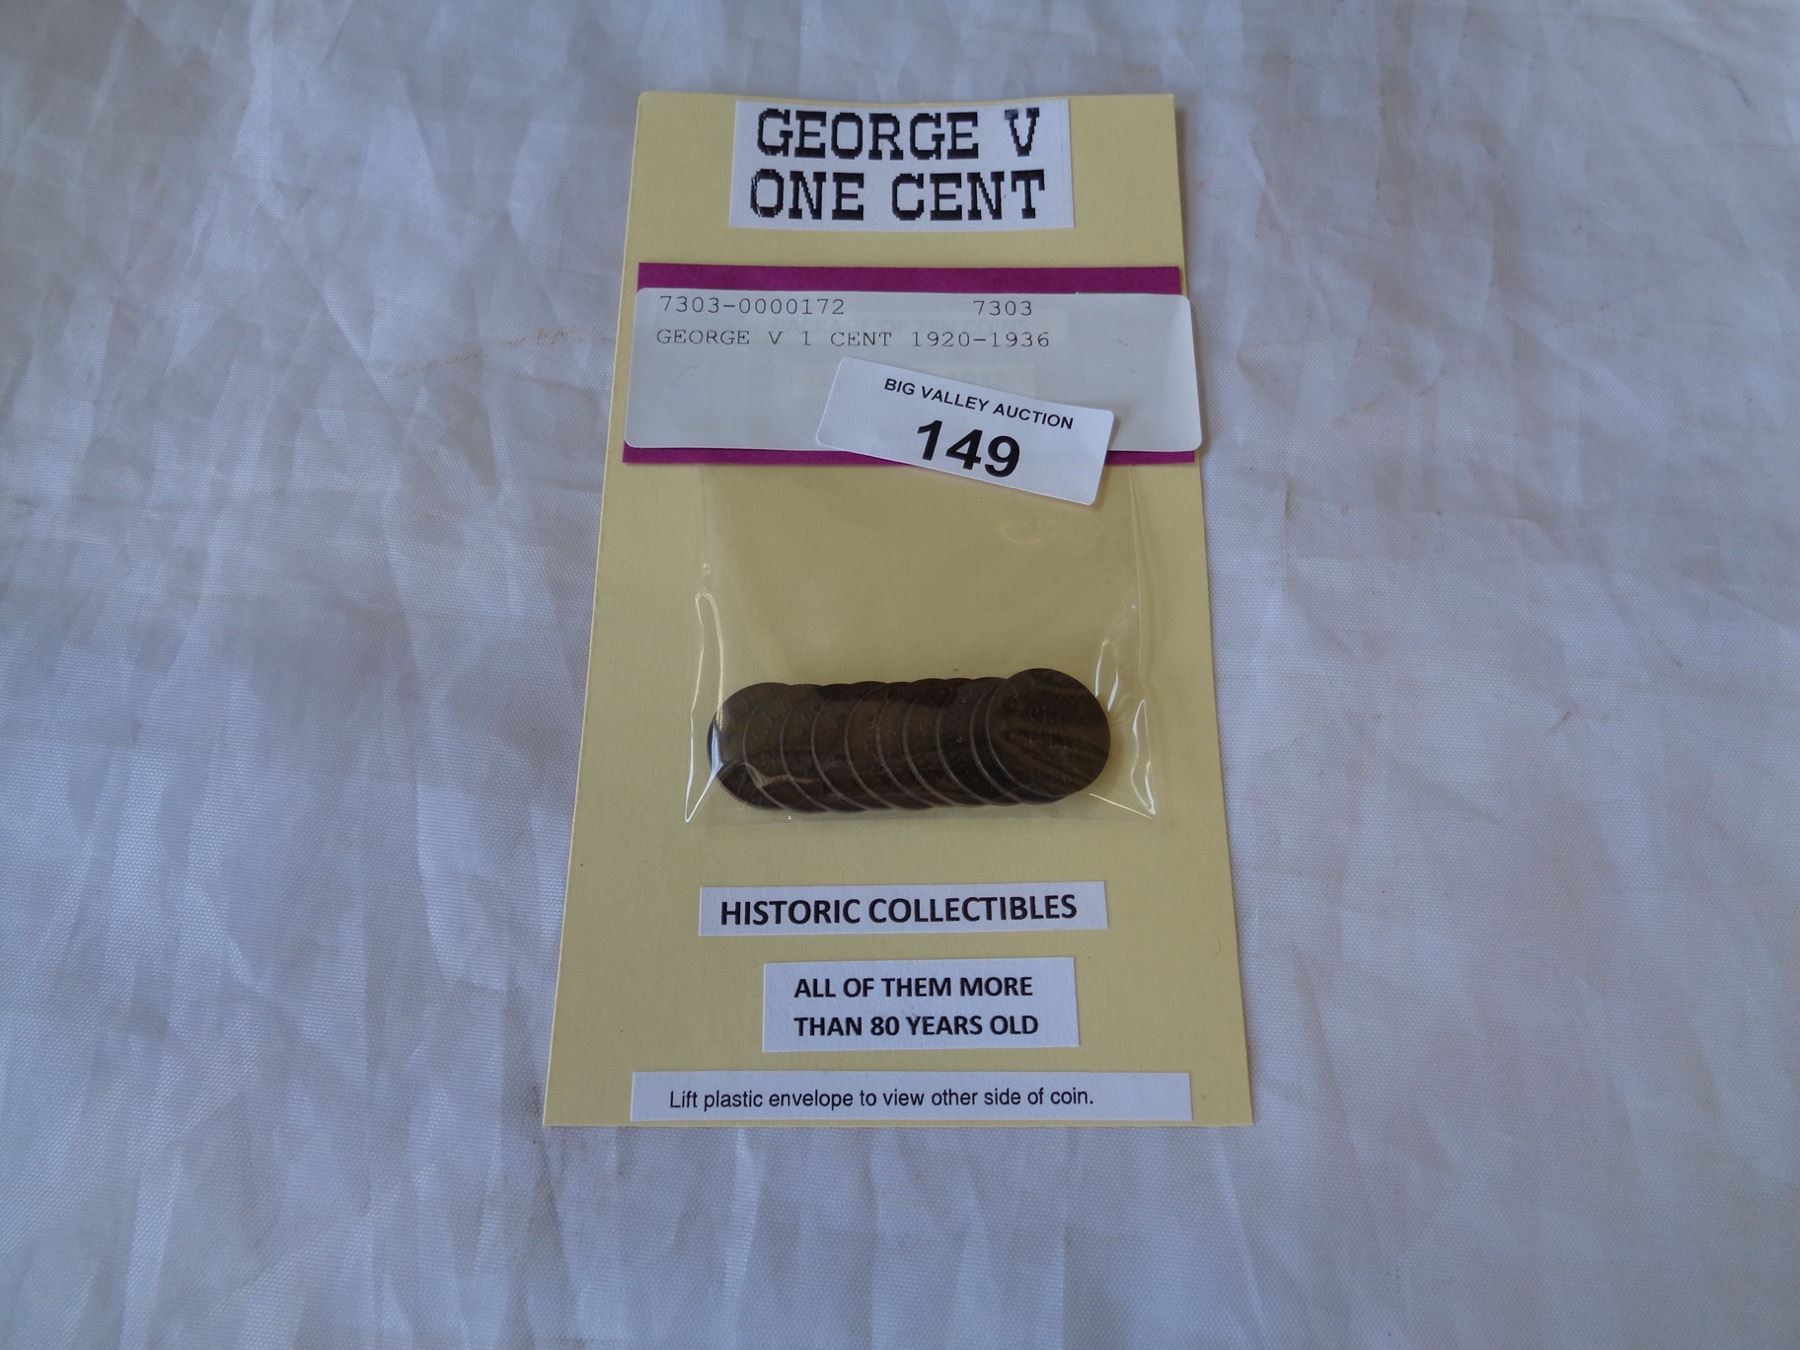 GEORGE V
ONE CENT
7303-0000172 7303
GEORGE V 1 CENT 1920-1936
BIG VALLEY AUCTION
149
HISTORIC COLLECTIBLES
ALL OF THEM MORE
THAN 80 YEARS OLD
Lift plastic envelope to view other side of coin.